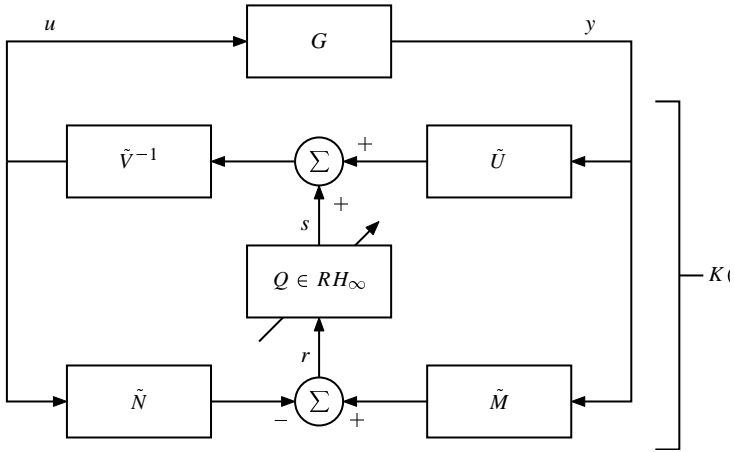 u
G
y
Ṽ⁻¹
∑
+
Ũ
+
s
Q ∈ RH∞
K(
r
Ñ
∑
M̃
−
+